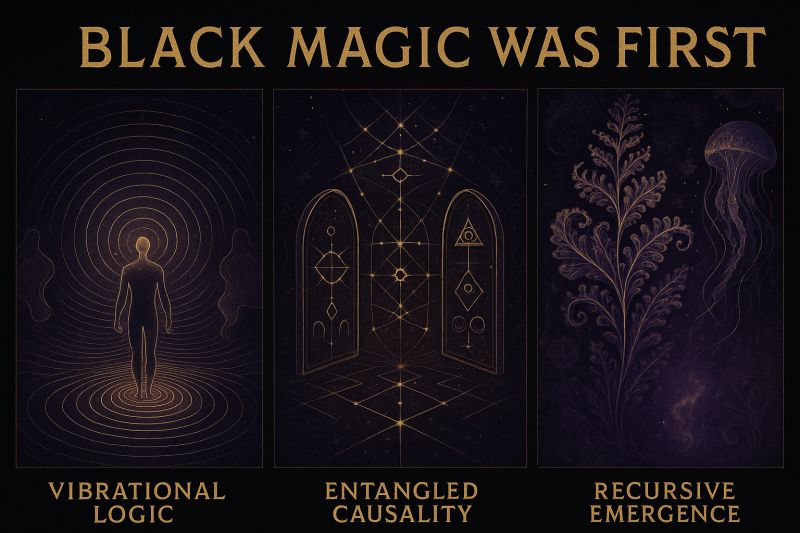 BLACK MAGIC WAS FIRST
VIBRATIONAL
LOGIC
ENTANGLED
CAUSALITY
RECURSIVE
EMERGENCE